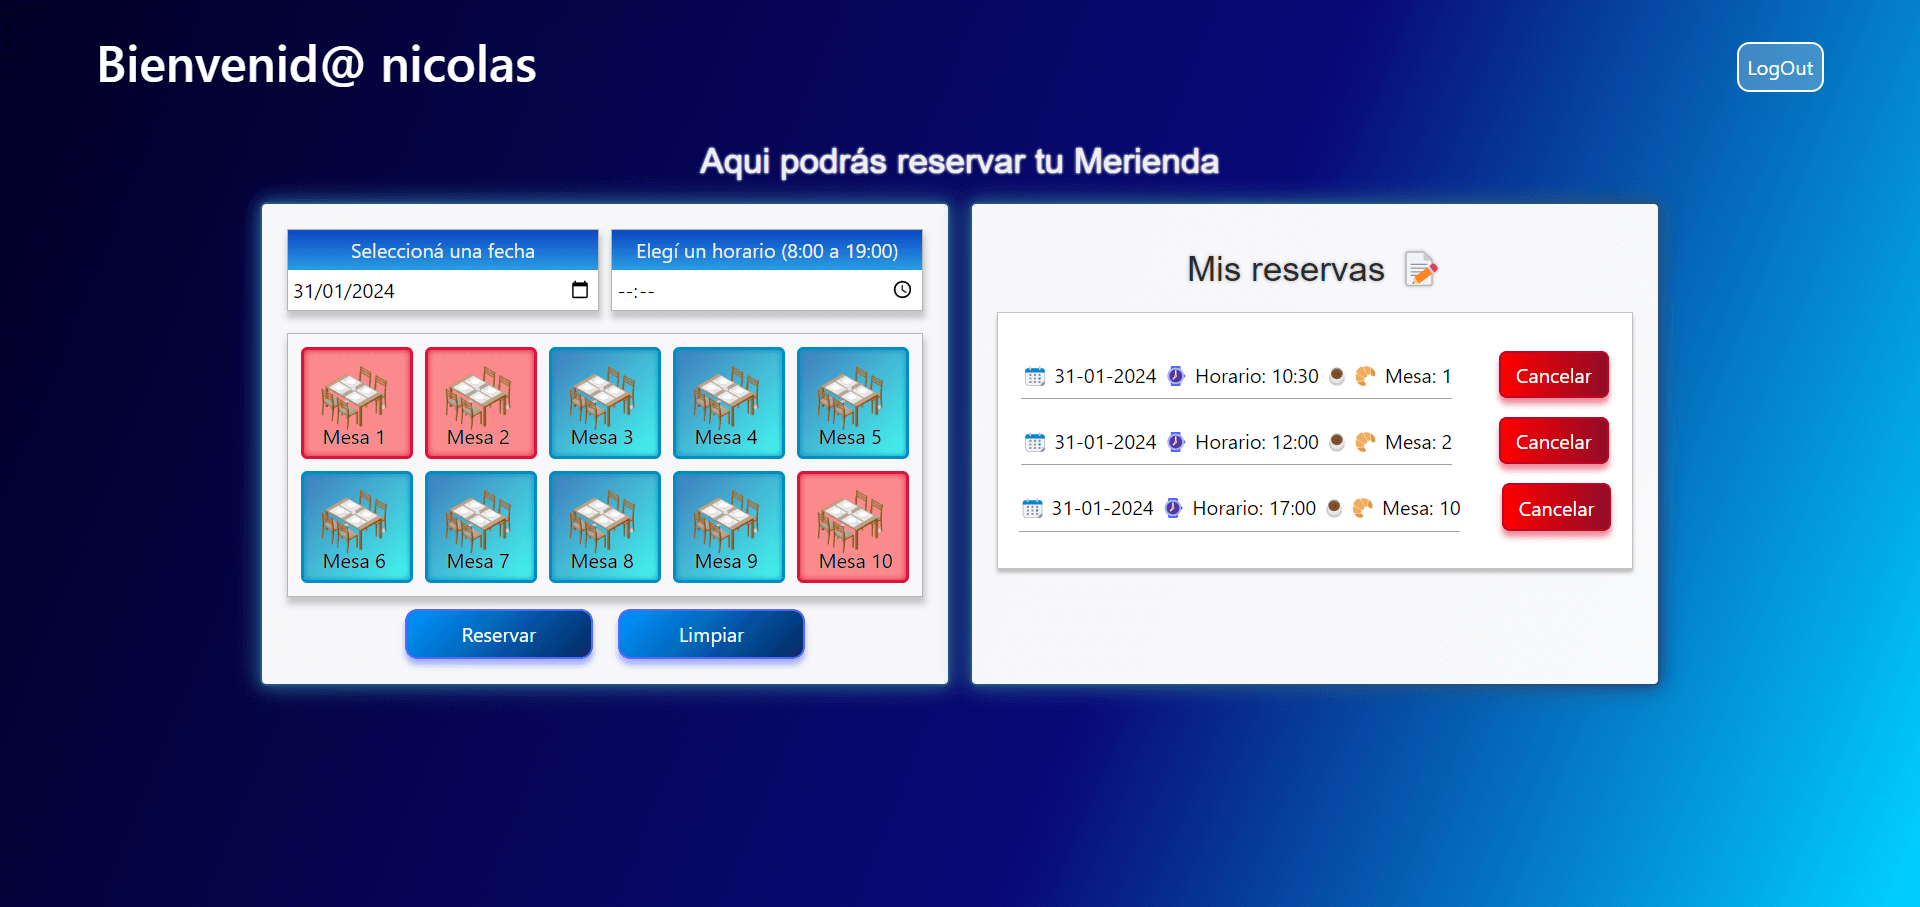 Bienvenid@ nicolas
LogOut
Aqui podrás reservar tu Merienda
Seleccioná una fecha
Elegí un horario (8:00 a 19:00)
31/01/2024
--:--
Mesa 1
Mesa 2
Mesa 3
Mesa 4
Mesa 5
Mesa 6
Mesa 7
Mesa 8
Mesa 9
Mesa 10
Reservar
Limpiar
Mis reservas
31-01-2024 Horario: 10:30 Mesa: 1
Cancelar
31-01-2024 Horario: 12:00 Mesa: 2
Cancelar
31-01-2024 Horario: 17:00 Mesa: 10
Cancelar